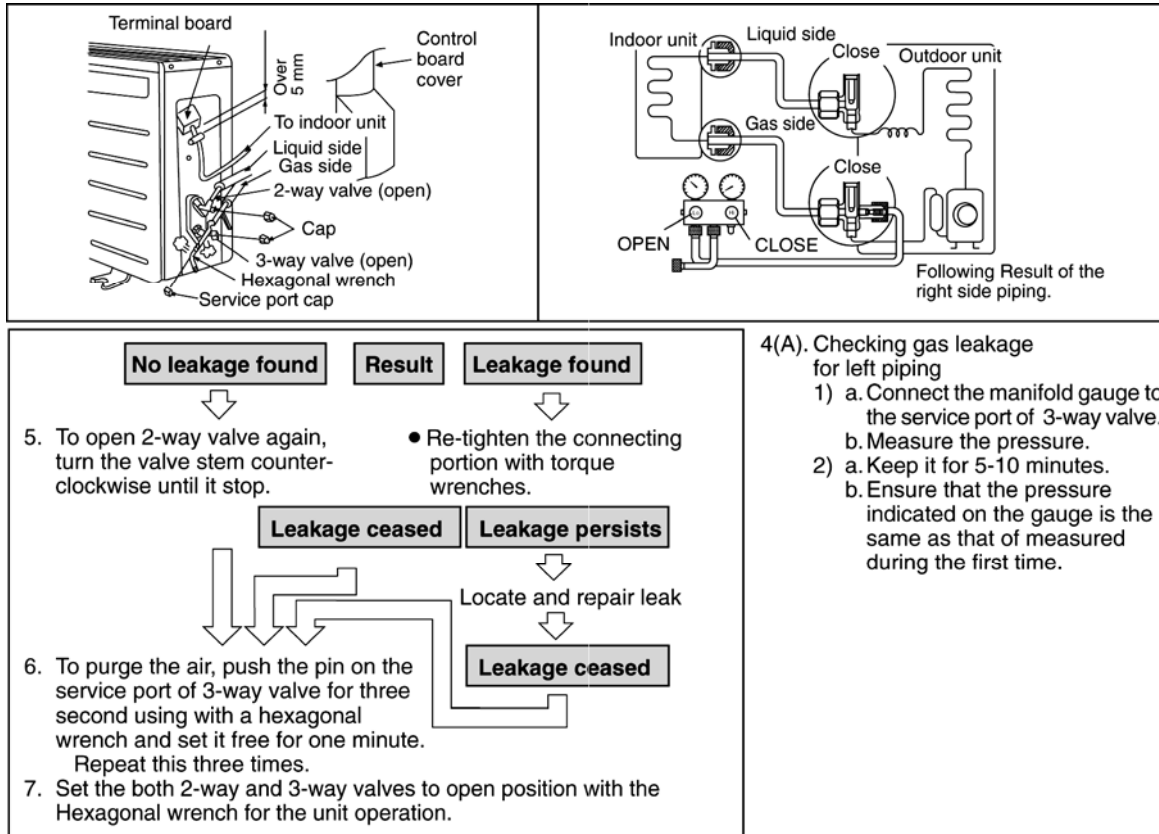 Terminal board
Over
5 mm
Control
board
cover
To indoor unit
Liquid side
Gas side
2-way valve (open)
Cap
3-way valve (open)
Hexagonal wrench
Service port cap
Indoor unit
Liquid side
Close
Outdoor unit
Gas side
Close
OPEN
CLOSE
Following Result of the
right side piping.
No leakage found
Result
Leakage found
5. To open 2-way valve again,
turn the valve stem counter-
clockwise until it stop.
● Re-tighten the connecting
portion with torque
wrenches.
Leakage ceased
Leakage persists
Locate and repair leak
Leakage ceased
6. To purge the air, push the pin on the
service port of 3-way valve for three
second using with a hexagonal
wrench and set it free for one minute.
Repeat this three times.
7. Set the both 2-way and 3-way valves to open position with the
Hexagonal wrench for the unit operation.
4(A). Checking gas leakage
for left piping
1) a. Connect the manifold gauge to
the service port of 3-way valve.
b. Measure the pressure.
2) a. Keep it for 5-10 minutes.
b. Ensure that the pressure
indicated on the gauge is the
same as that of measured
during the first time.